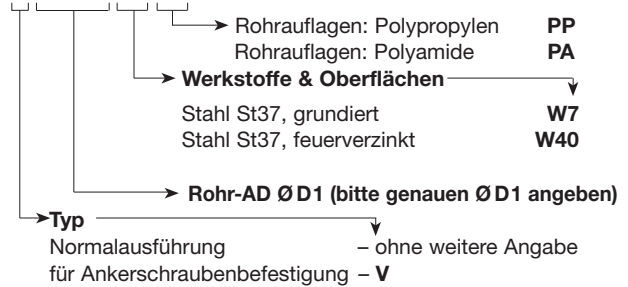 Rohrauflagen: Polypropylen PP
Rohrauflagen: Polyamide PA
Werkstoffe & Oberflächen
Stahl St37, grundiert W7
Stahl St37, feuerverzinkt W40
Rohr-AD Ø D1 (bitte genauen Ø D1 angeben)
Typ
Normalausführung – ohne weitere Angabe
für Ankerschraubenbefestigung – V